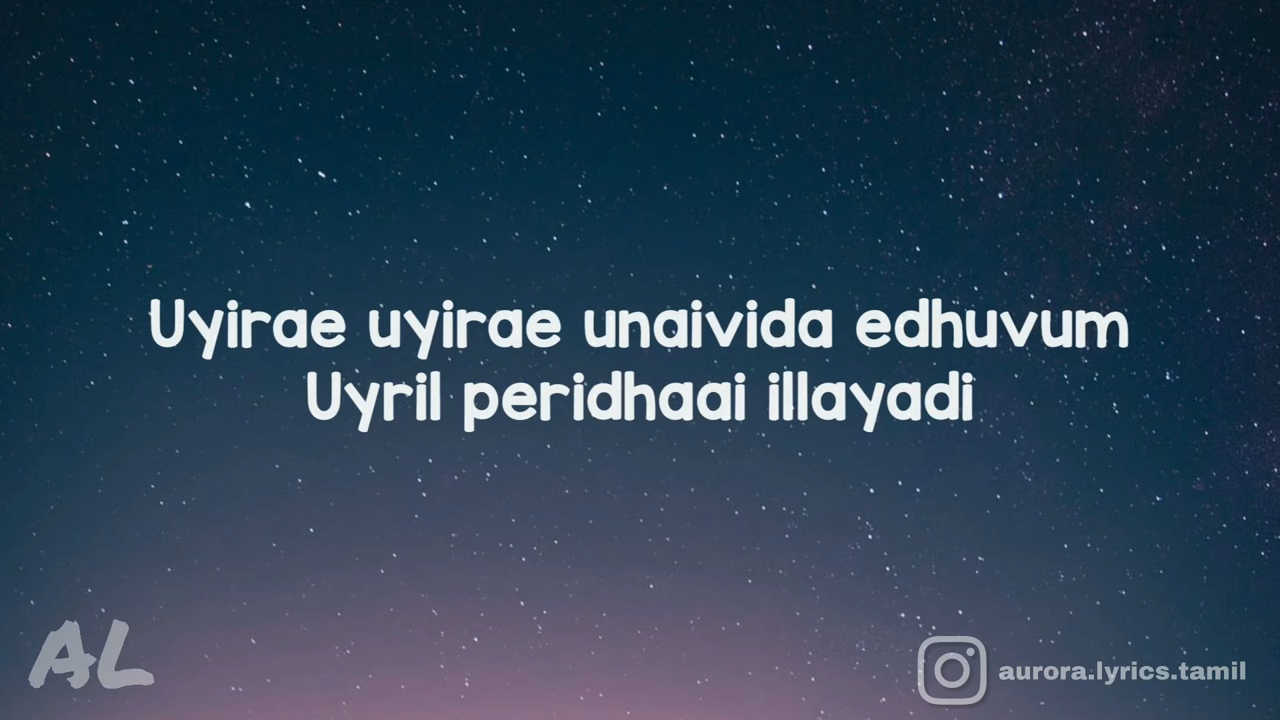 Uyirae uyirae unaivida edhuvum
Uyril peridhaai illayadi
AL
aurora.lyrics.tamil